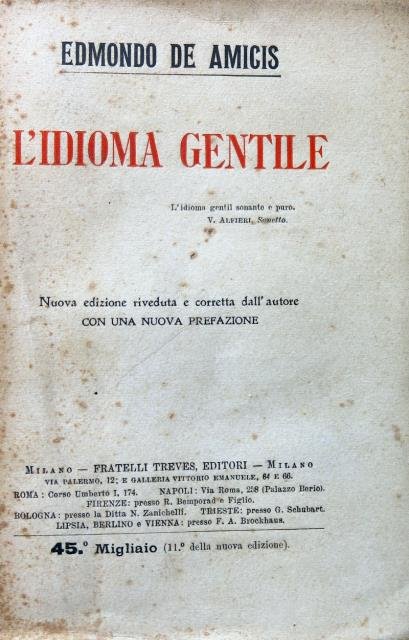 EDMONDO DE AMICIS
L'IDIOMA GENTILE
L'idioma gentil sonante e puro.
V. ALFIERI, Sonetto.
Nuova edizione riveduta e corretta dall'autore
CON UNA NUOVA PREFAZIONE
MILANO — FRATELLI TREVES, EDITORI — MILANO
VIA PALERMO, 12; E GALLERIA VITTORIO EMANUELE, 64 E 66.
ROMA: Corso Umberto I, 174. NAPOLI: Via Roma, 258 (Palazzo Berio).
FIRENZE: presso R. Bemporad e Figlio.
BOLOGNA: presso la Ditta N. Zanichelli. TRIESTE: presso G. Schubart.
LIPSIA, BERLINO e VIENNA: presso F. A. Brockhaus.
45.° Migliaio (11.° della nuova edizione).